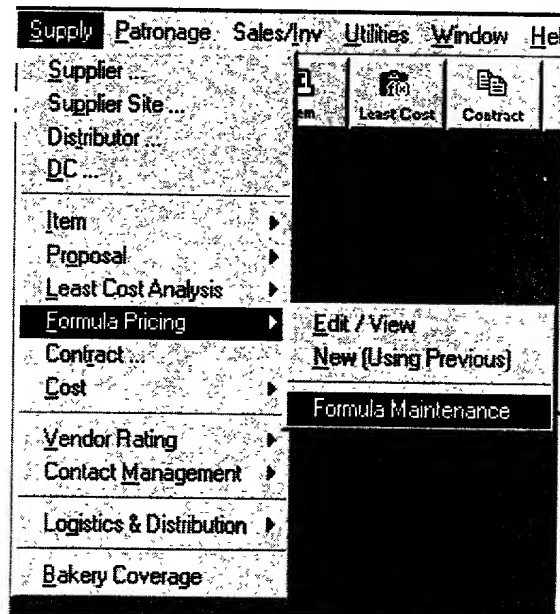 Supply Patronage Sales/Inv Utilities Window
Supplier ...
Supplier Site ...
Distributor ...
DC ...
Least Cost Contract
Item
Proposal
Least Cost Analysis
Formula Pricing
Edit / View
Contract ...
New (Using Previous)
Cost
Formula Maintenance
Vendor Rating
Contact Management
Logistics & Distribution
Bakery Coverage